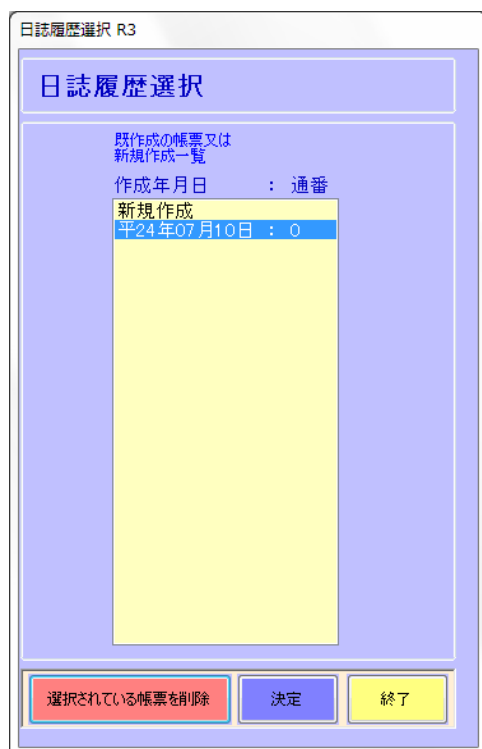 日誌履歴選択 R3
日誌履歴選択
既作成の帳票又は
新規作成一覧
作成年月日　　：　通番
新規作成
平24年07月10日　：　0
選択されている帳票を削除
決定
終了